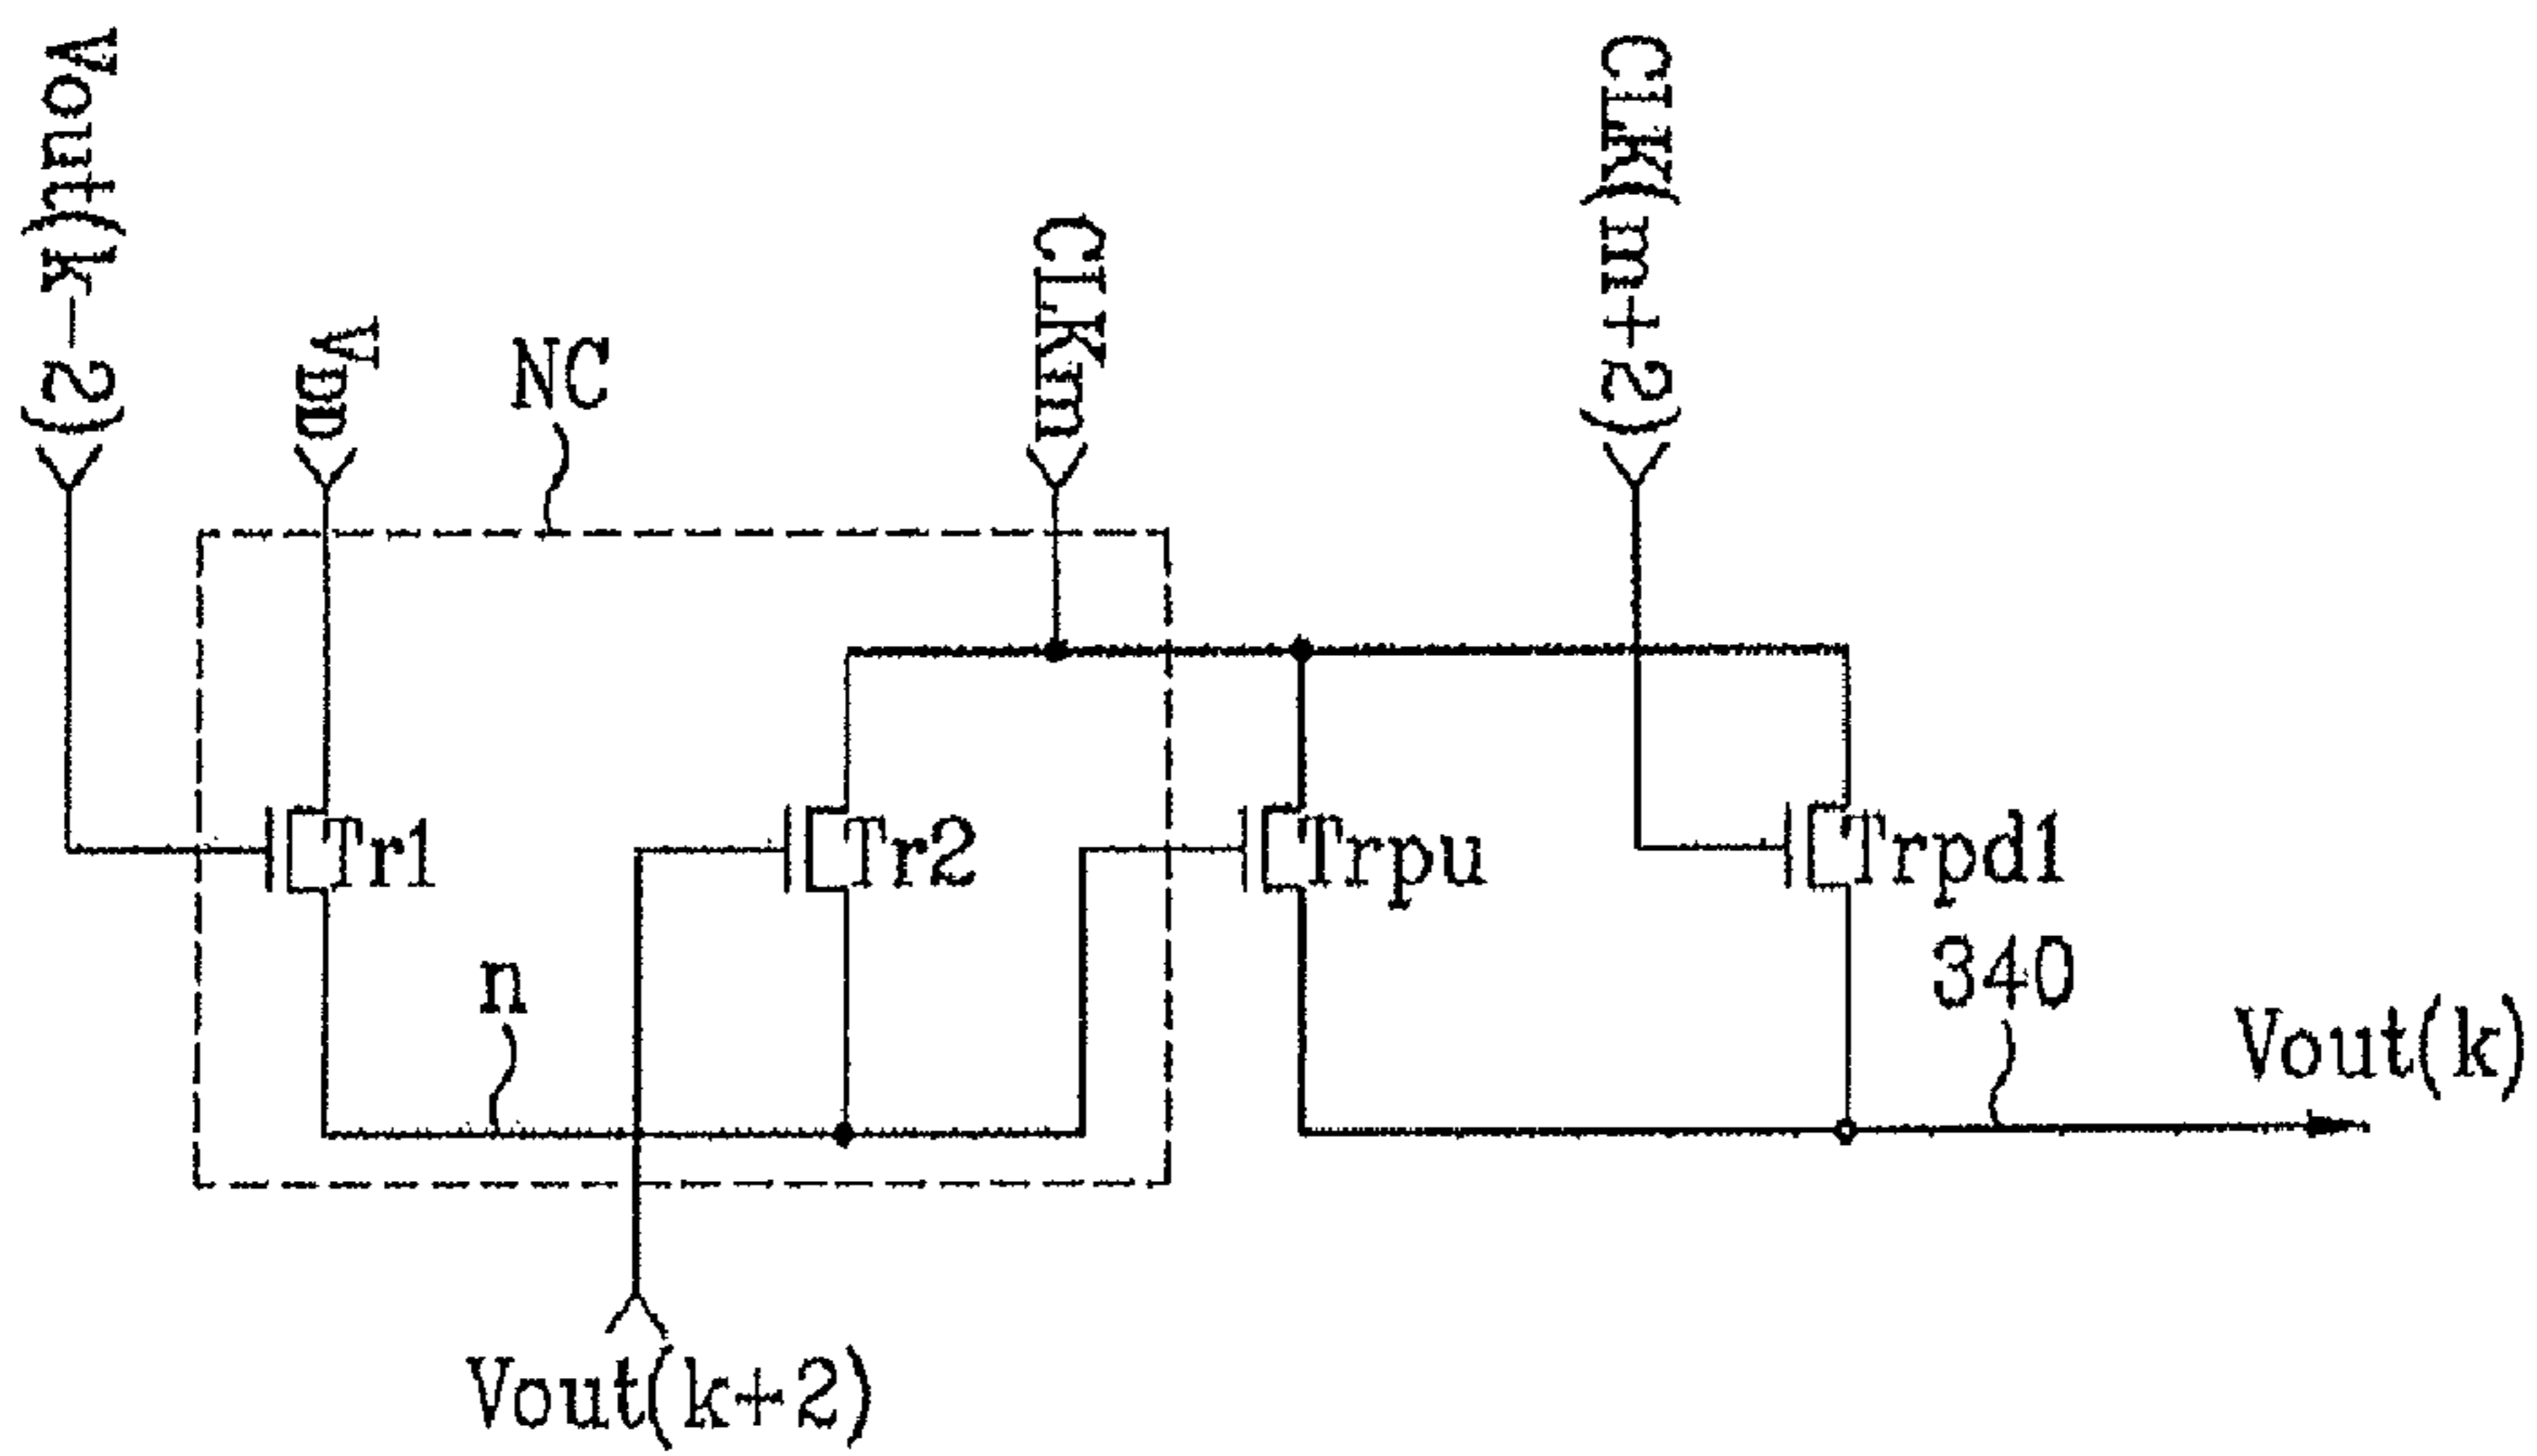 Vout(k-2)
VDD
NC
CLKm
CLK(m+2)
Tr1
Tr2
Trpu
Trpd1
n
340
Vout(k)
Vout(k+2)